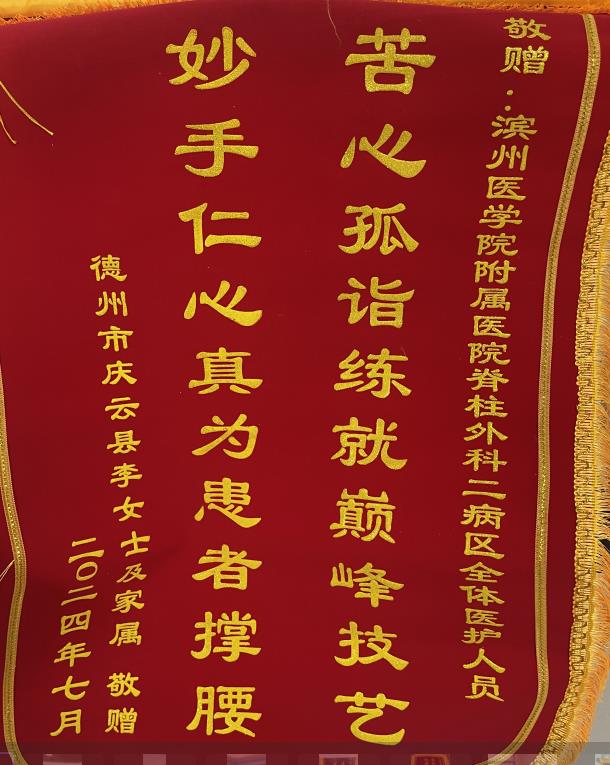 敬赠:滨州医学院附属医院脊柱外科二病区全体医护人员
苦心孤诣练就巅峰技艺
妙手仁心真为患者撑腰
德州市庆云县李女士及家属 敬赠
二〇二四年七月